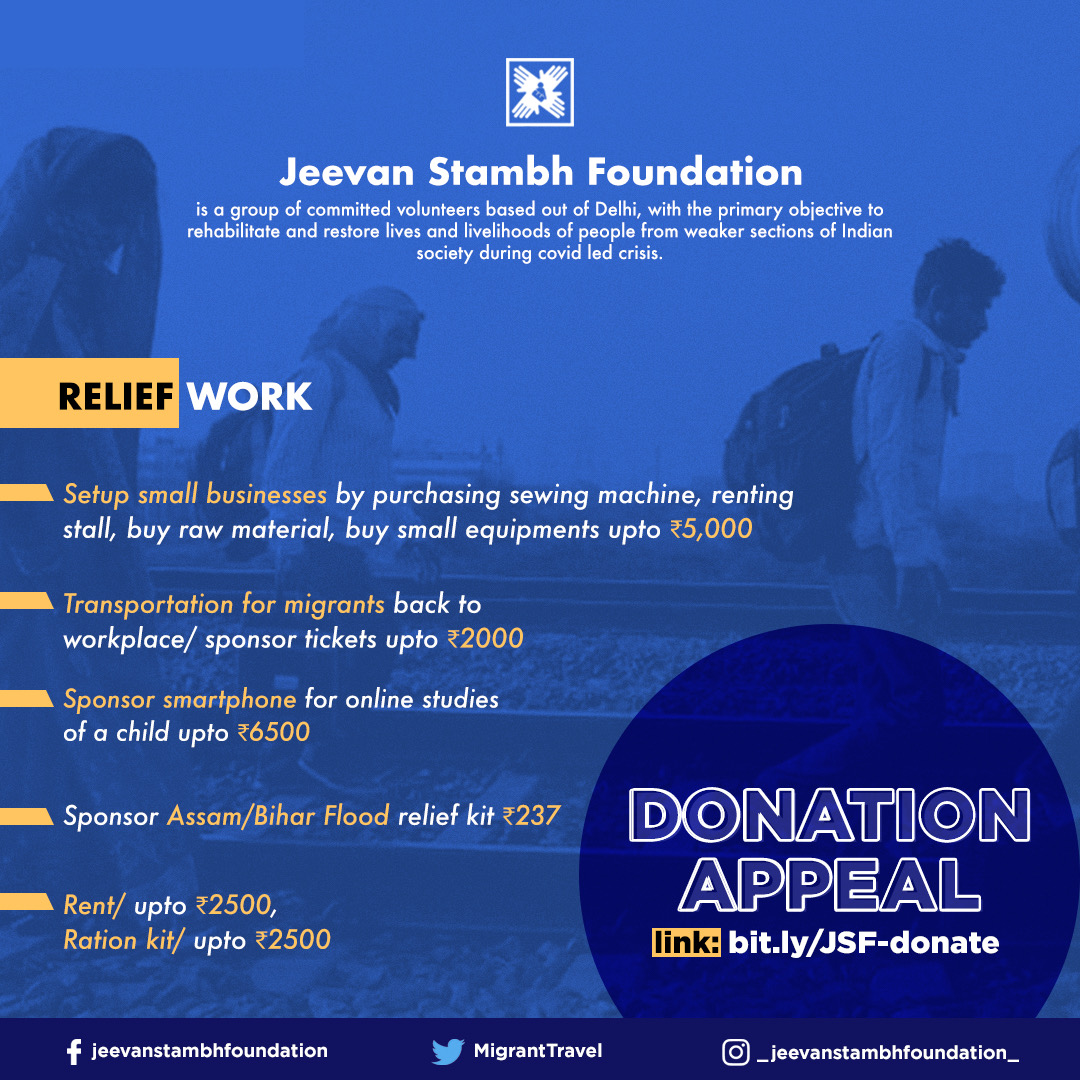 Jeevan Stambh Foundation
is a group of committed volunteers based out of Delhi, with the primary objective to
rehabilitate and restore lives and livelihoods of people from weaker sections of Indian
society during covid led crisis.
RELIEF WORK
Setup small businesses by purchasing sewing machine, renting
stall, buy raw material, buy small equipments upto ₹5,000
Transportation for migrants back to
workplace/ sponsor tickets upto ₹2000
Sponsor smartphone for online studies
of a child upto ₹6500
Sponsor Assam/Bihar Flood relief kit ₹237
Rent/ upto ₹2500,
Ration kit/ upto ₹2500
DONATION
APPEAL
link: bit.ly/JSF-donate
jeevanstambhfoundation
MigrantTravel
_jeevanstambhfoundation_